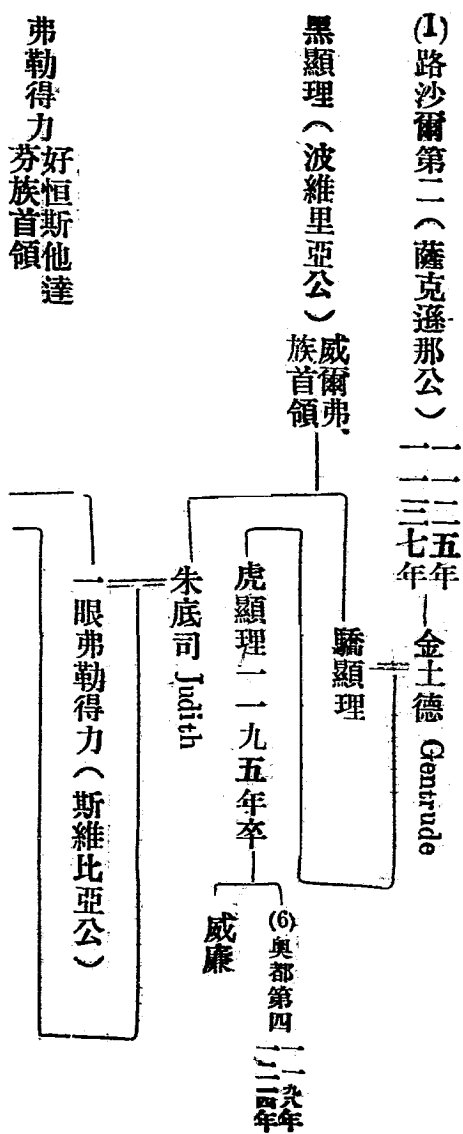 (1)路沙爾第二(薩克遜那公)一一二五年
一一三七年
金土德 Gentrude
黑顯理(波維里亞公)威爾弗
族首領
驕顯理
虎顯理一一九五年卒
(6)奧都第四
一一九八年
一二一四年
威廉
朱底司 Judith
一眼弗勒得力(斯維比亞公)
弗勒得力好恒斯他達
芬族首領